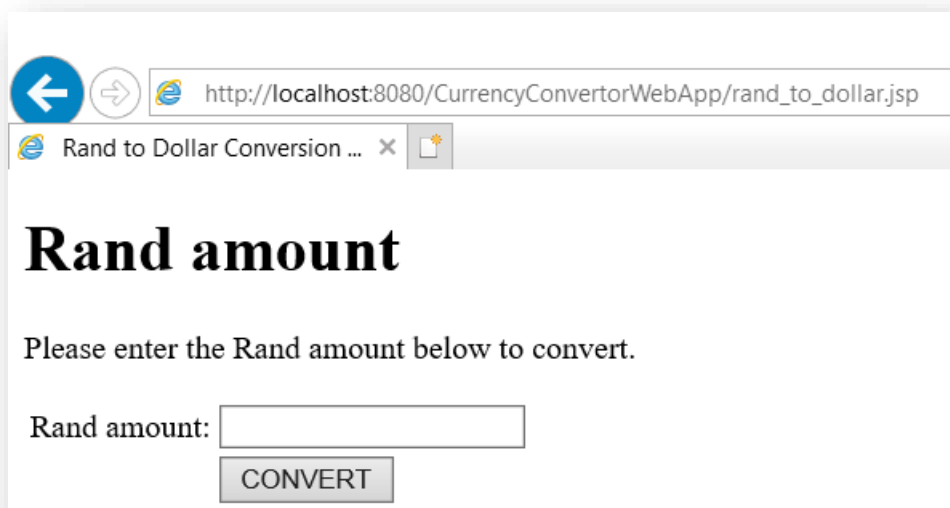 http://localhost:8080/CurrencyConvertorWebApp/rand_to_dollar.jsp
Rand to Dollar Conversion ...
Rand amount
Please enter the Rand amount below to convert.
Rand amount:
CONVERT